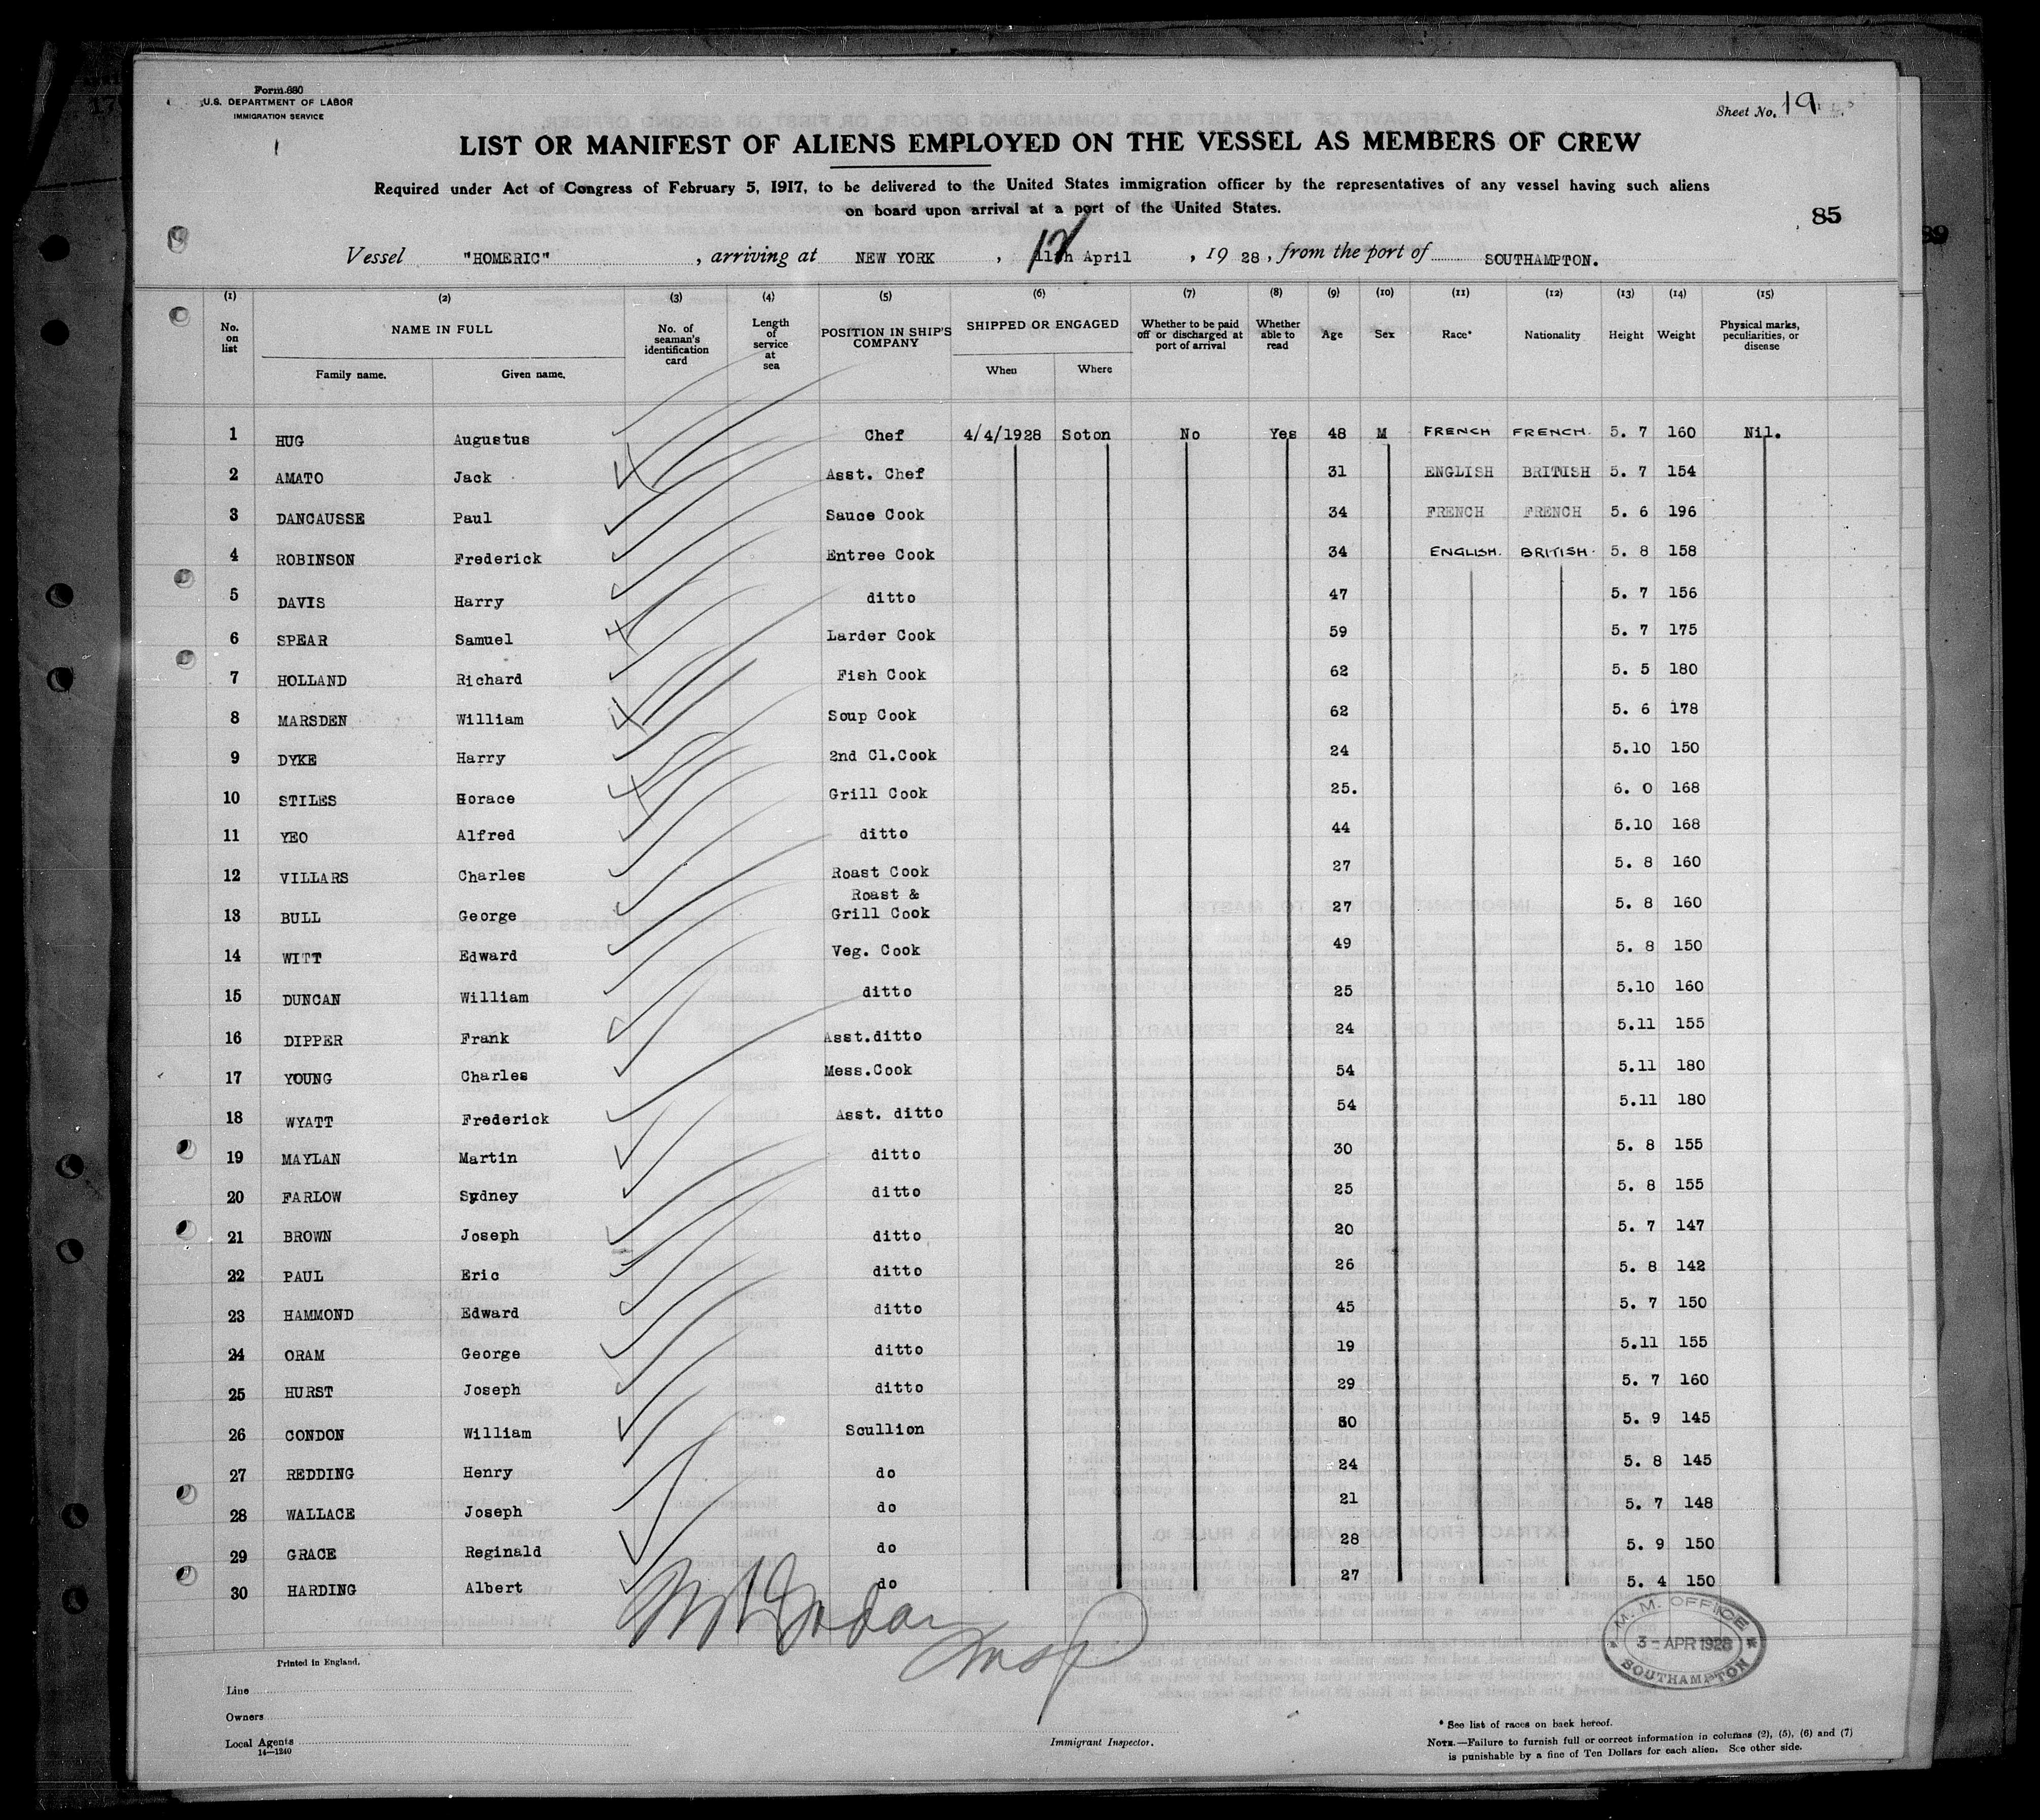 Form 680
U.S. DEPARTMENT OF LABOR
IMMIGRATION SERVICE
Sheet No. 19
LIST OR MANIFEST OF ALIENS EMPLOYED ON THE VESSEL AS MEMBERS OF CREW
Required under Act of Congress of February 5, 1917, to be delivered to the United States immigration officer by the representatives of any vessel having such aliens
on board upon arrival at a port of the United States.
85
89
Vessel "HOMERIC", arriving at NEW YORK, 11th April, 1928, from the port of SOUTHAMPTON.
12
(1) (2) (3) (4) (5) (6) (7) (8) (9) (10) (11) (12) (13) (14) (15)
No. on list NAME IN FULL No. of seaman's identification card Length of service at sea POSITION IN SHIP'S COMPANY SHIPPED OR ENGAGED Whether to be paid off or discharged at port of arrival Whether able to read Age Sex Race* Nationality Height Weight Physical marks, peculiarities, or disease
Family name. Given name. When Where
1 HUG Augustus Chef 4/4/1928 Soton No Yes 48 M FRENCH FRENCH. 5. 7 160 Nil.
2 AMATO Jack Asst. Chef 31 ENGLISH BRITISH 5. 7 154
3 DANCAUSSE Paul Sauce Cook 34 FRENCH FRENCH 5. 6 196
4 ROBINSON Frederick Entree Cook 34 ENGLISH. BRITISH. 5. 8 158
5 DAVIS Harry ditto 47 5. 7 156
6 SPEAR Samuel Larder Cook 59 5. 7 175
7 HOLLAND Richard Fish Cook 62 5. 5 180
8 MARSDEN William Soup Cook 62 5. 6 178
9 DYKE Harry 2nd Cl.Cook 24 5.10 150
10 STILES Horace Grill Cook 25. 6. 0 168
11 YEO Alfred ditto 44 5.10 168
12 VILLARS Charles Roast Cook 27 5. 8 160
13 BULL George Roast & Grill Cook 27 5. 8 160
14 WITT Edward Veg. Cook 49 5. 8 150
15 DUNCAN William ditto 25 5.10 160
16 DIPPER Frank Asst.ditto 24 5.11 155
17 YOUNG Charles Mess.Cook 54 5.11 180
18 WYATT Frederick Asst. ditto 54 5.11 180
19 MAYLAN Martin ditto 30 5. 8 155
20 FARLOW Sydney ditto 25 5. 8 155
21 BROWN Joseph ditto 20 5. 7 147
22 PAUL Eric ditto 26 5. 8 142
23 HAMMOND Edward ditto 45 5. 7 150
24 ORAM George ditto 19 5.11 155
25 HURST Joseph ditto 29 5. 7 160
26 CONDON William Scullion 5. 9 145
27 REDDING Henry do 24 5. 8 145
28 WALLACE Joseph do 21 5. 7 148
29 GRACE Reginald do 28 5. 9 150
30 HARDING Albert do 27 5. 4 150
Insp
M. M. OFFICE
3 - APR 1928
SOUTHAMPTON
Printed in England.
Line
Owners
Local Agents
14—1240
Immigrant Inspector.
* See list of races on back hereof.
NOTE.—Failure to furnish full or correct information in columns (2), (5), (6) and (7)
is punishable by a fine of Ten Dollars for each alien. See other side.